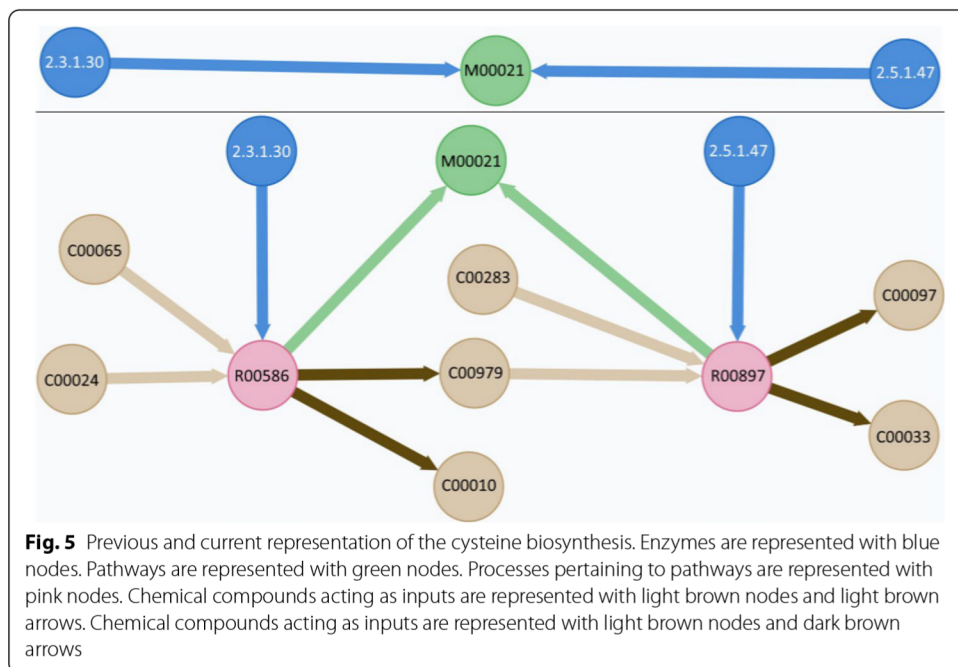 2.3.1.30
M00021
2.5.1.47
2.3.1.30
M00021
2.5.1.47
C00065
C00283
C00097
C00024
R00586
C00979
R00897
C00033
C00010
Fig. 5 Previous and current representation of the cysteine biosynthesis. Enzymes are represented with blue
nodes. Pathways are represented with green nodes. Processes pertaining to pathways are represented with
pink nodes. Chemical compounds acting as inputs are represented with light brown nodes and light brown
arrows. Chemical compounds acting as inputs are represented with light brown nodes and dark brown
arrows